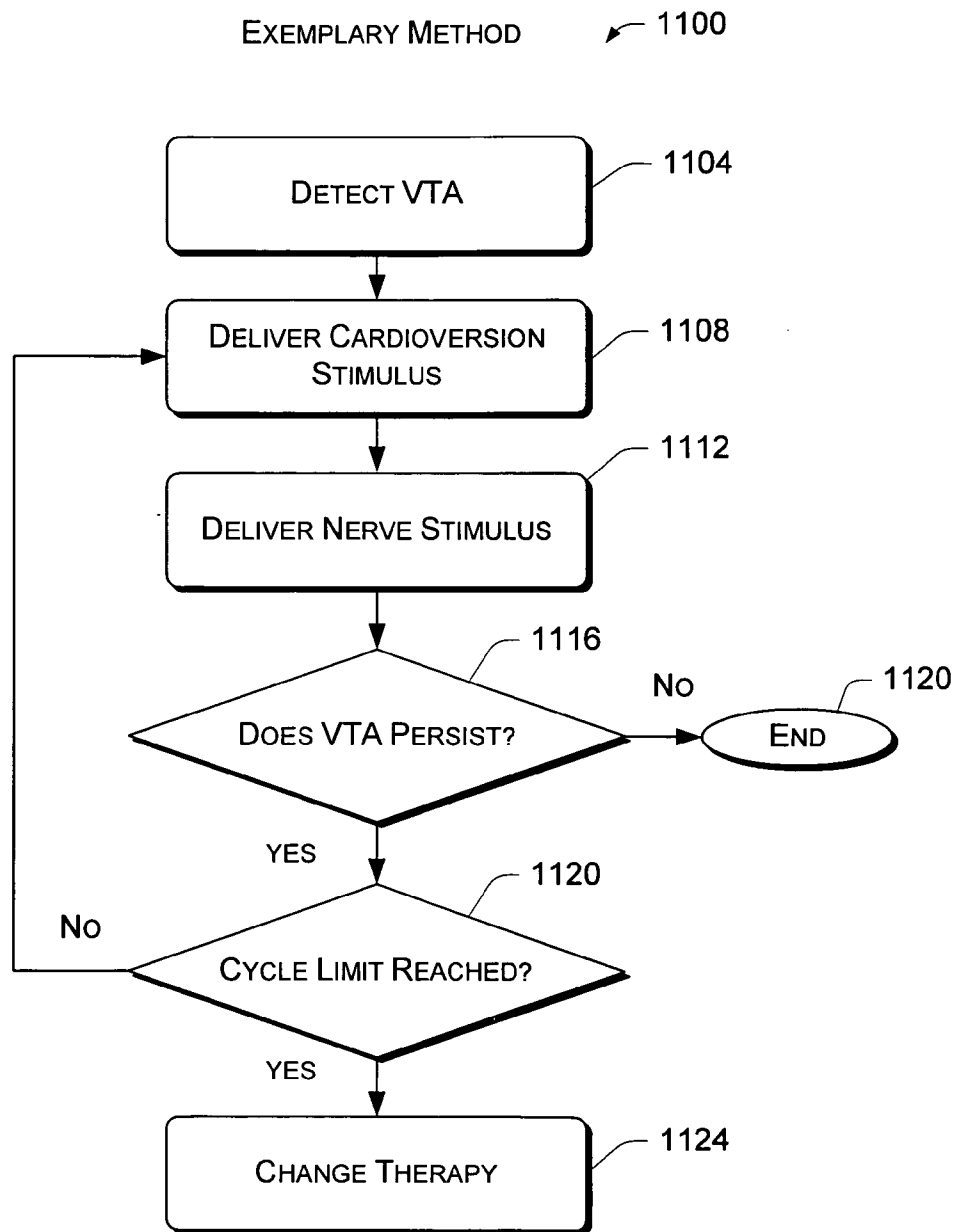 EXEMPLARY METHOD 1100
DETECT VTA
1104
DELIVER CARDIOVERSION
STIMULUS
1108
DELIVER NERVE STIMULUS
1112
DOES VTA PERSIST?
1116
NO
END
1120
YES
CYCLE LIMIT REACHED?
1120
NO
YES
CHANGE THERAPY
1124